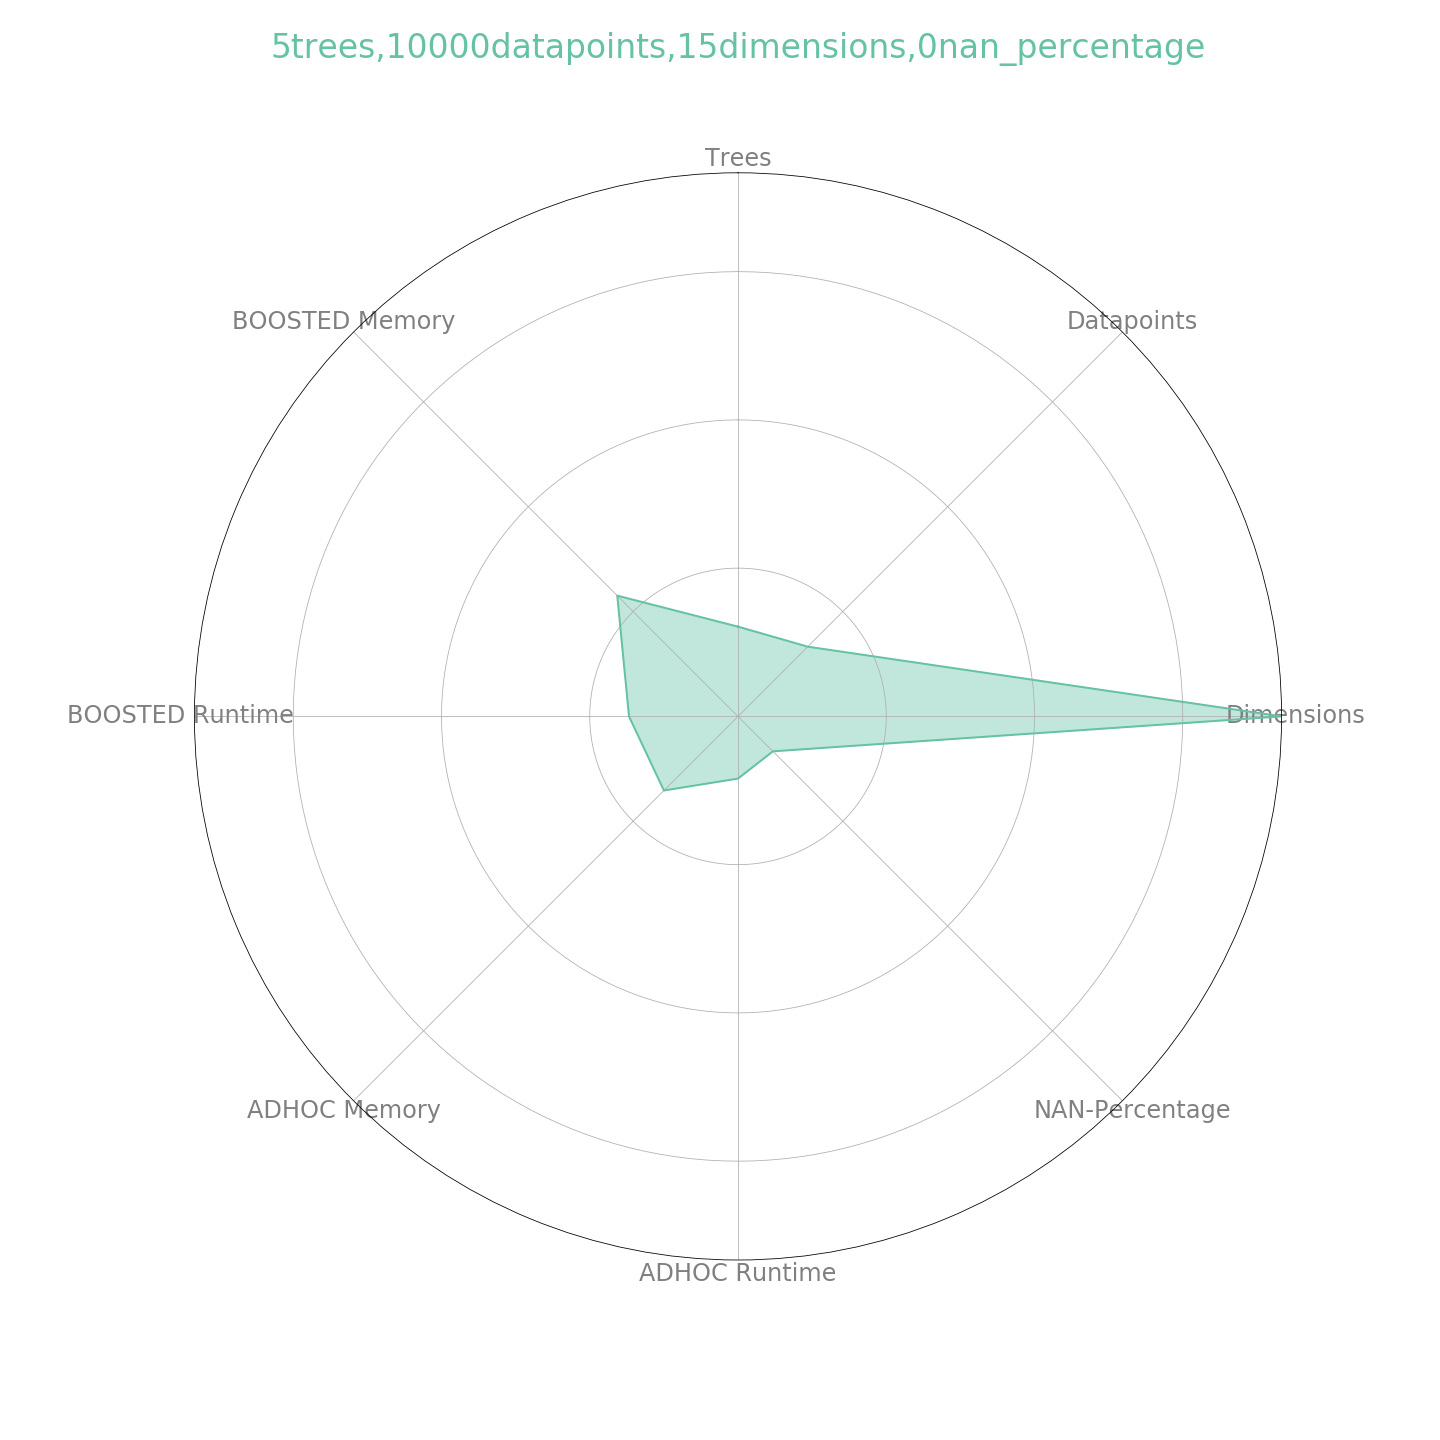 5trees,10000datapoints,15dimensions,0nan_percentage
Trees
BOOSTED Memory
Datapoints
BOOSTED Runtime
Dimensions
ADHOC Memory
NAN-Percentage
ADHOC Runtime